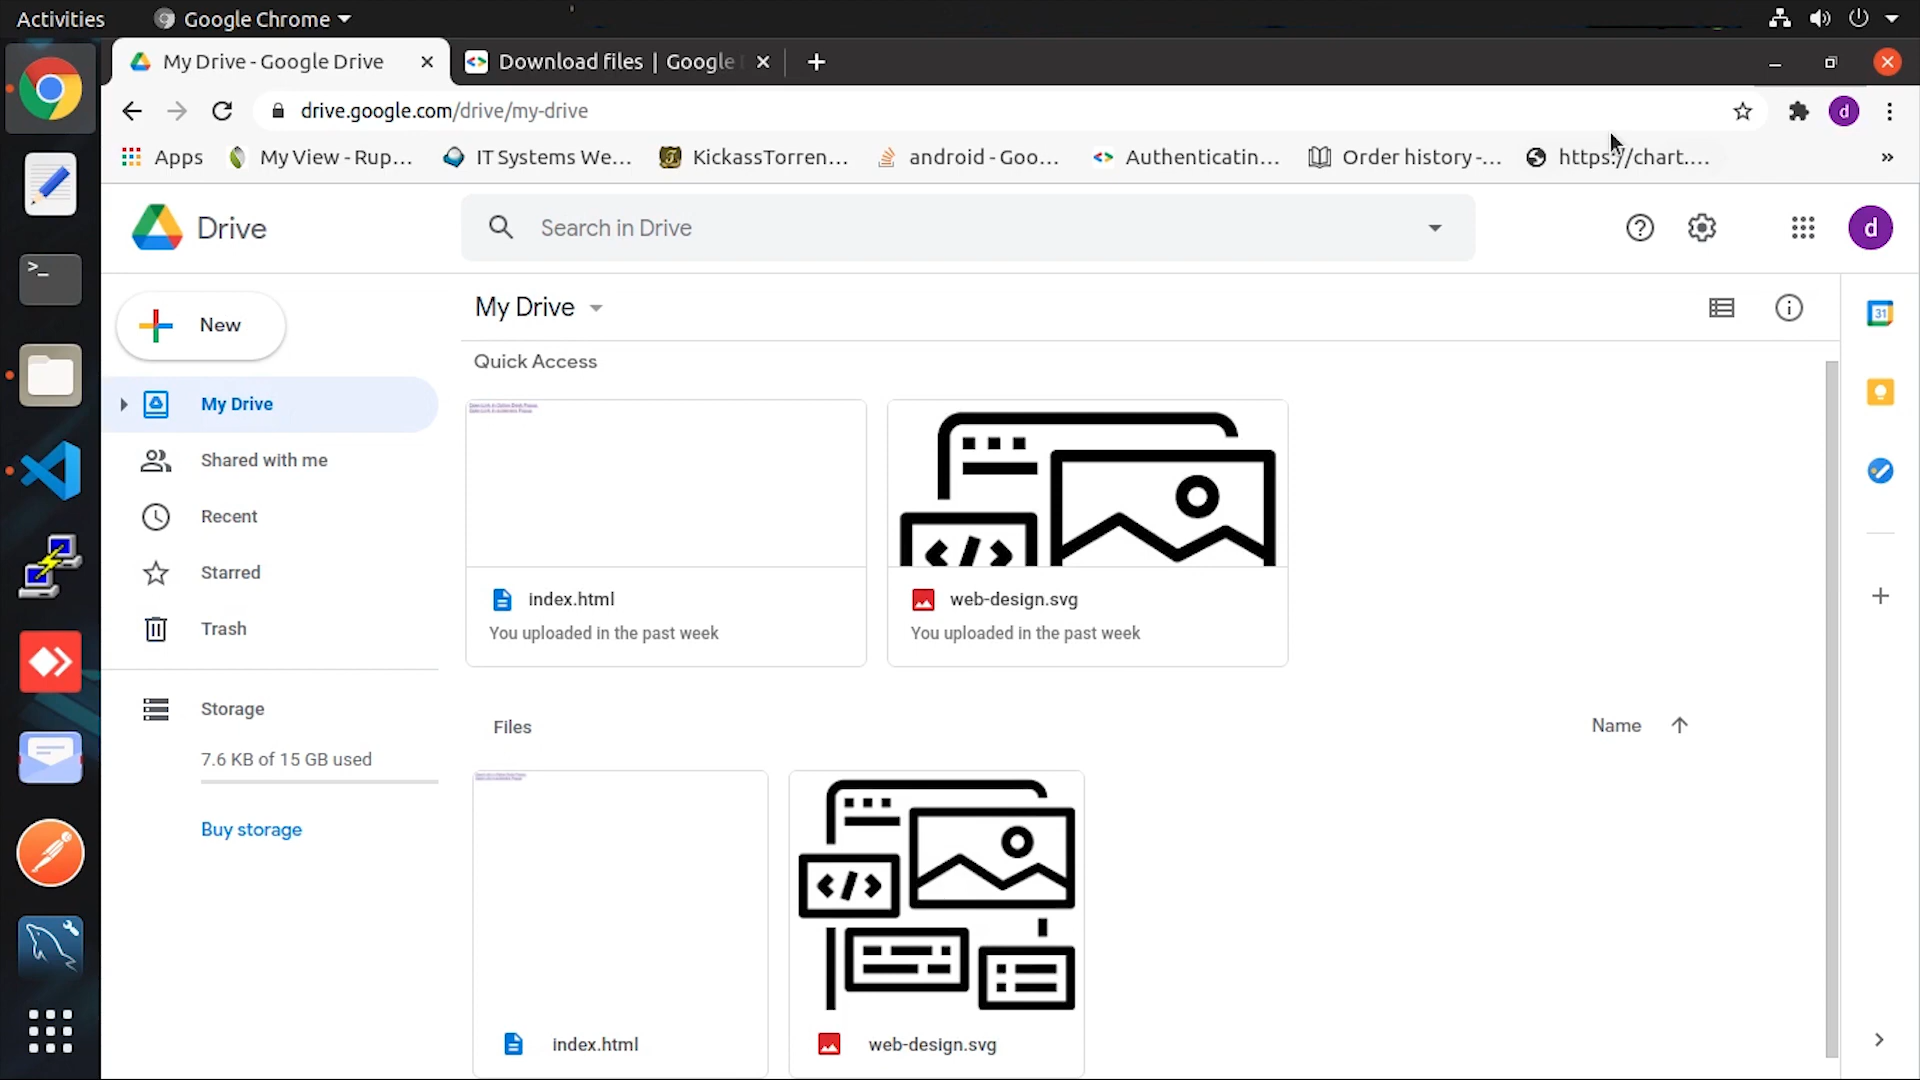 Activities
Google Chrome
My Drive - Google Drive
Download files | Google
drive.google.com/drive/my-drive
d
Apps
My View - Rup...
IT Systems We...
KickassTorren...
android - Goo...
Authenticatin...
Order history -...
https://chart....
»
Drive
Search in Drive
d
New
My Drive
31
Quick Access
My Drive
Shared with me
Recent
Starred
Trash
index.html
You uploaded in the past week
web-design.svg
You uploaded in the past week
Storage
7.6 KB of 15 GB used
Buy storage
Files
Name
index.html
web-design.svg